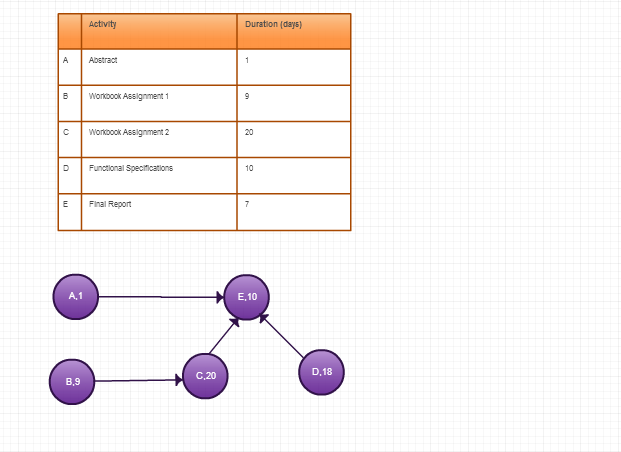 Activity Duration (days)
A Abstract 1
B Workbook Assignment 1 9
C Workbook Assignment 2 20
D Functional Specifications 10
E Final Report 7
A,1 E,10
B,9 C,20 D,18